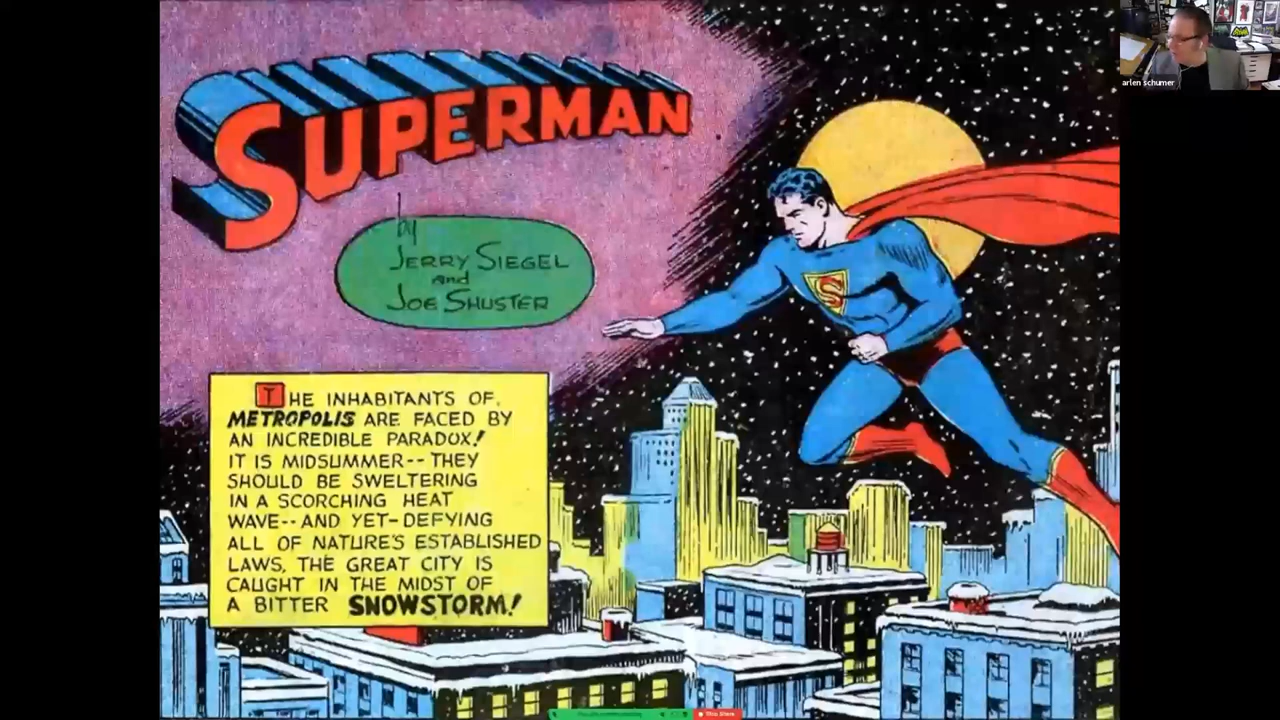 SUPERMAN
by
JERRY SIEGEL
and
JOE SHUSTER
S
THE INHABITANTS OF
METROPOLIS ARE FACED BY
AN INCREDIBLE PARADOX!
IT IS MIDSUMMER--THEY
SHOULD BE SWELTERING
IN A SCORCHING HEAT
WAVE--AND YET-DEFYING
ALL OF NATURE'S ESTABLISHED
LAWS, THE GREAT CITY IS
CAUGHT IN THE MIDST OF
A BITTER SNOWSTORM!
arlen schumer